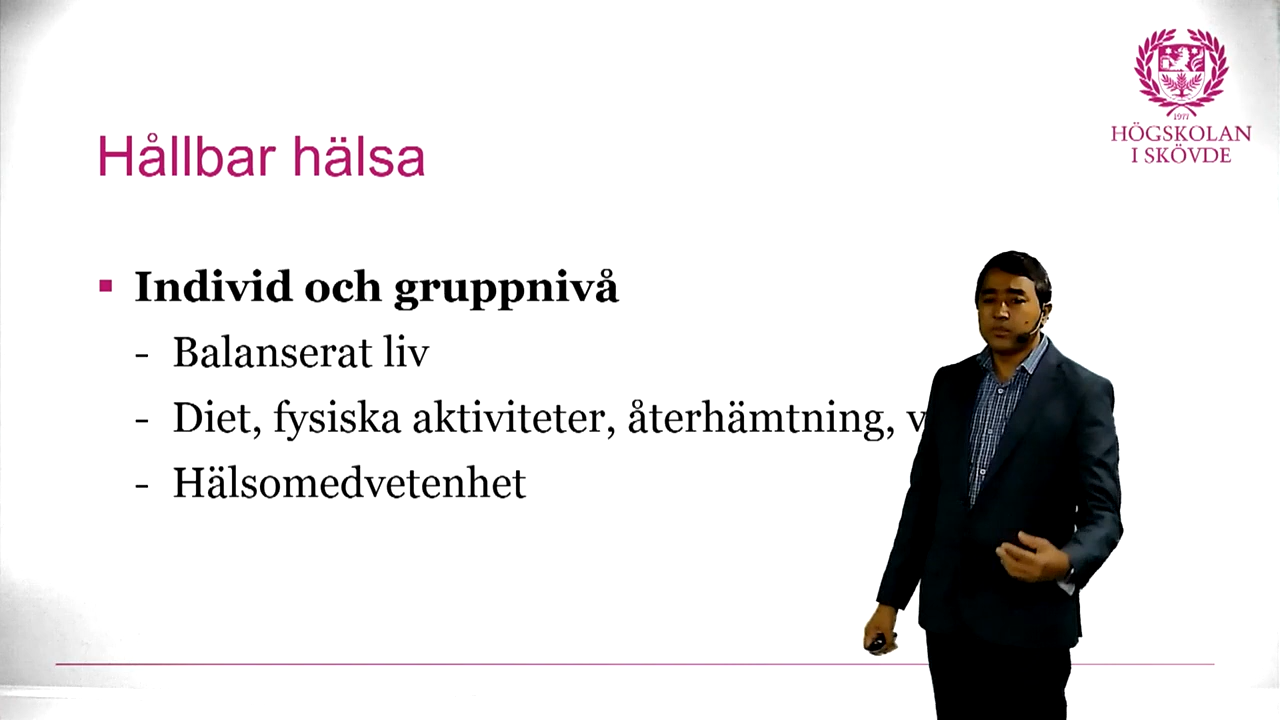 1977
HÖGSKOLAN
I SKÖVDE
Hållbar hälsa
Individ och gruppnivå
- Balanserat liv
- Diet, fysiska aktiviteter, återhämtning,
- Hälsomedvetenhet